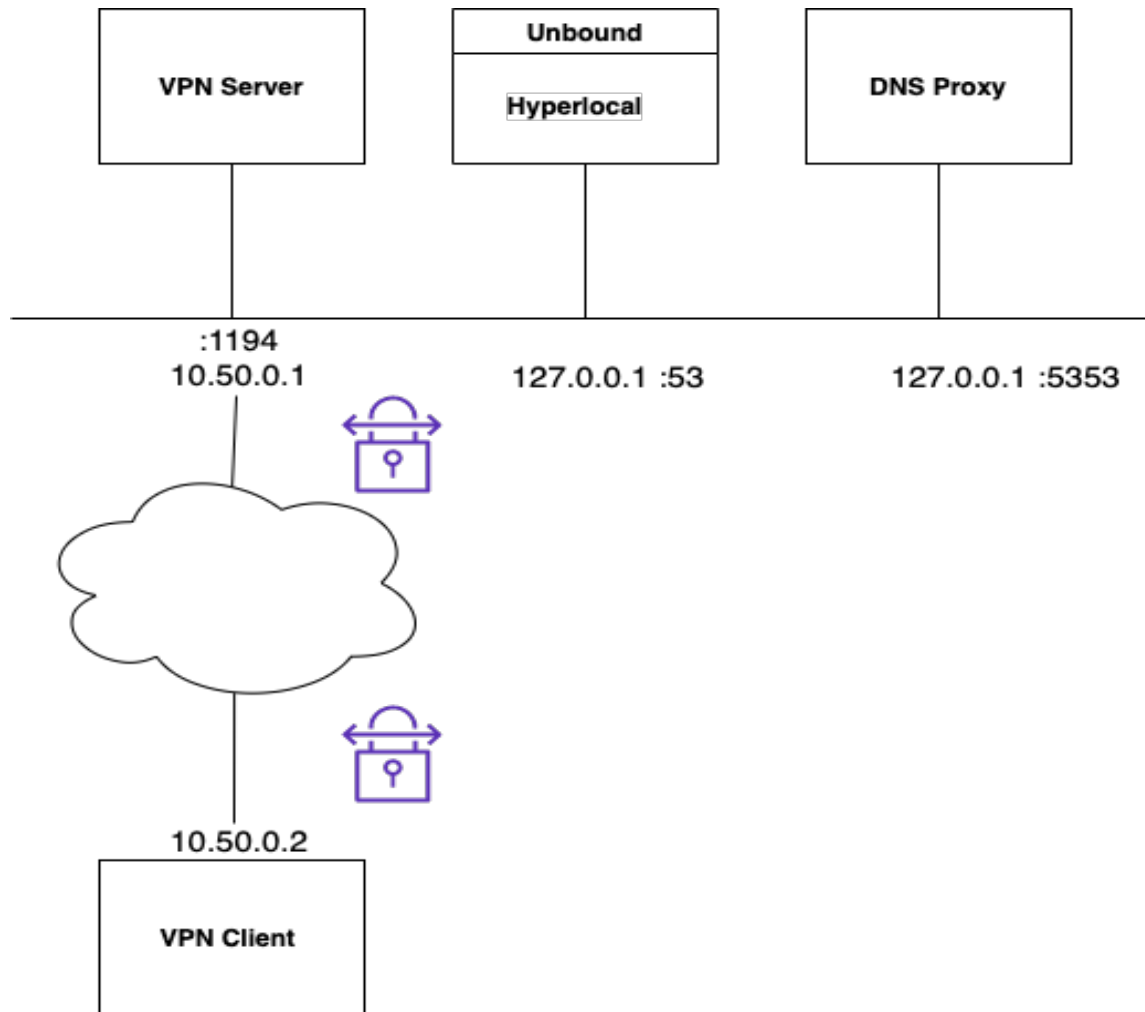 VPN Server
Unbound
Hyperlocal
DNS Proxy
:1194
10.50.0.1
127.0.0.1 :53
127.0.0.1 :5353
10.50.0.2
VPN Client